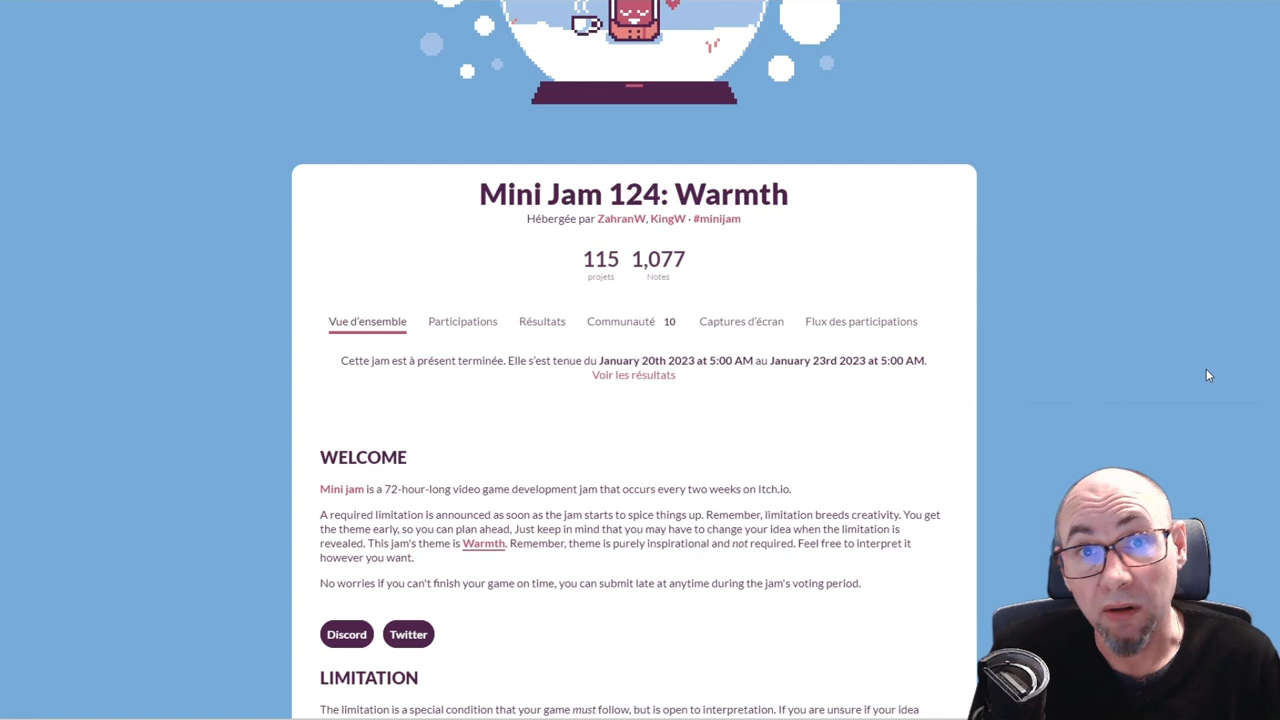 Mini Jam 124: Warmth
Hébergée par ZahranW, KingW · #minijam
115 1,077
projets Notes
Vue d'ensemble Participations Résultats Communauté 10 Captures d'écran Flux des participations
Cette jam est à présent terminée. Elle s'est tenue du January 20th 2023 at 5:00 AM au January 23rd 2023 at 5:00 AM.
Voir les résultats
WELCOME
Mini jam is a 72-hour-long video game development jam that occurs every two weeks on Itch.io.
A required limitation is announced as soon as the jam starts to spice things up. Remember, limitation breeds creativity. You get
the theme early, so you can plan ahead, Just keep in mind that you may have to change your idea when the limitation is
revealed. This jam's theme is Warmth. Remember, theme is purely inspirational and not required. Feel free to interpret it
however you want.
No worries if you can't finish your game on time, you can submit late at anytime during the jam's voting period.
Discord Twitter
LIMITATION
The limitation is a special condition that your game must follow, but is open to interpretation. If you are unsure if your idea